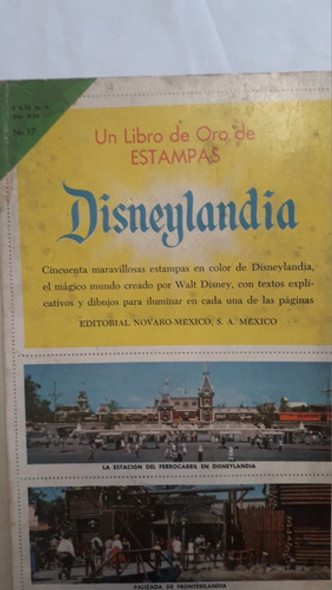 No. 17
Un Libro de Oro de
ESTAMPAS
Disneylandia
Cincuenta maravillosas estampas en color de Disneylandia,
el mágico mundo creado por Walt Disney, con textos expli-
cativos y dibujos para iluminar en cada una de las páginas
EDITORIAL NOVARO-MEXICO, S. A. MEXICO
LA ESTACION DEL FERROCARRIL EN DISNEYLANDIA
PALIZADA DE FRONTERILANDIA